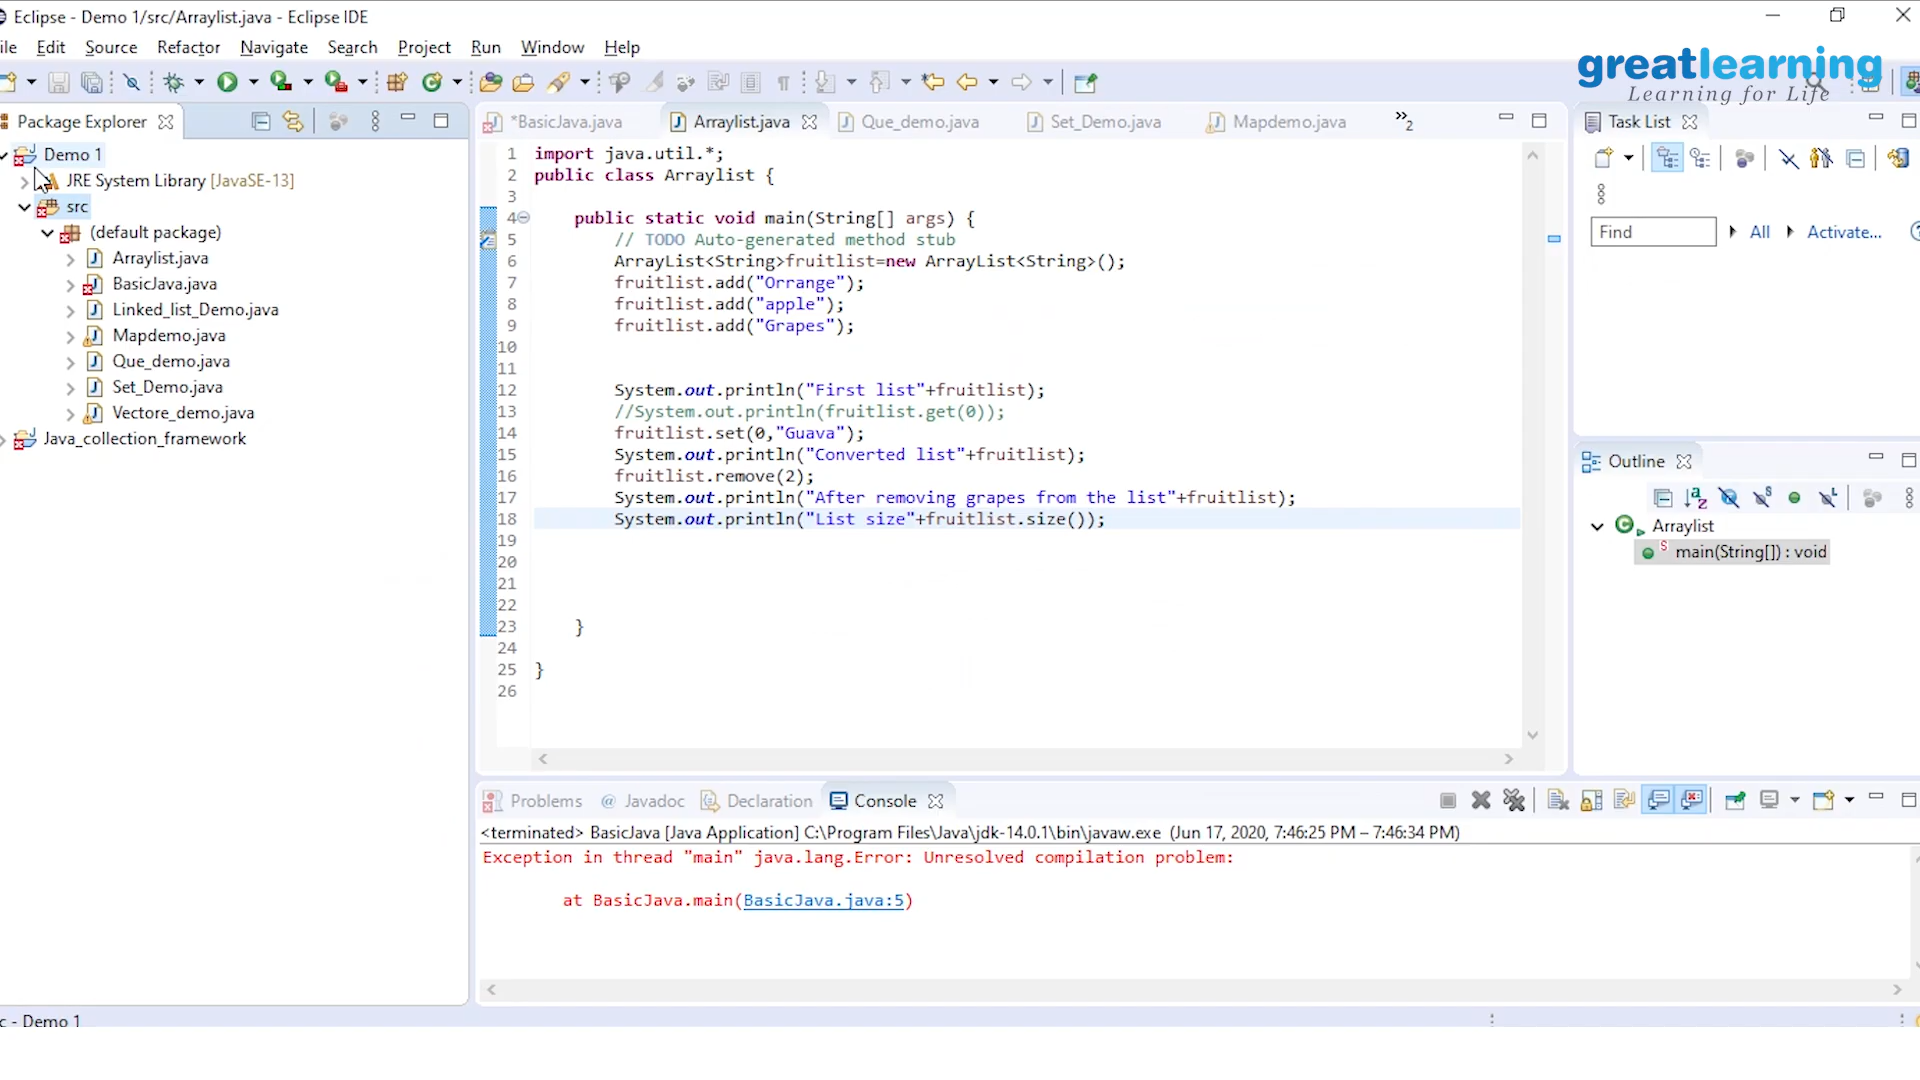 Eclipse - Demo 1/src/Arraylist.java - Eclipse IDE
ile Edit Source Refactor Navigate Search Project Run Window Help
greatlearning
Learning for Life
Package Explorer
Demo 1
JRE System Library [JavaSE-13]
src
(default package)
Arraylist.java
BasicJava.java
Linked_list_Demo.java
Mapdemo.java
Que_demo.java
Set_Demo.java
Vectore_demo.java
Java_collection_framework
*BasicJava.java Arraylist.java Que_demo.java Set_Demo.java Mapdemo.java »2
1 import java.util.*;
2 public class Arraylist {
3
4 public static void main(String[] args) {
5 // TODO Auto-generated method stub
6 ArrayList<String>fruitlist=new ArrayList<String>();
7 fruitlist.add("Orrange");
8 fruitlist.add("apple");
9 fruitlist.add("Grapes");
10
11
12 System.out.println("First list"+fruitlist);
13 //System.out.println(fruitlist.get(0));
14 fruitlist.set(0,"Guava");
15 System.out.println("Converted list"+fruitlist);
16 fruitlist.remove(2);
17 System.out.println("After removing grapes from the list"+fruitlist);
18 System.out.println("List size"+fruitlist.size());
19
20
21
22
23 }
24
25 }
26
Task List
Find All Activate...
Outline
Arraylist
main(String[]) : void
Problems @ Javadoc Declaration Console
<terminated> BasicJava [Java Application] C:\Program Files\Java\jdk-14.0.1\bin\javaw.exe (Jun 17, 2020, 7:46:25 PM – 7:46:34 PM)
Exception in thread "main" java.lang.Error: Unresolved compilation problem:
at BasicJava.main(BasicJava.java:5)
c - Demo 1